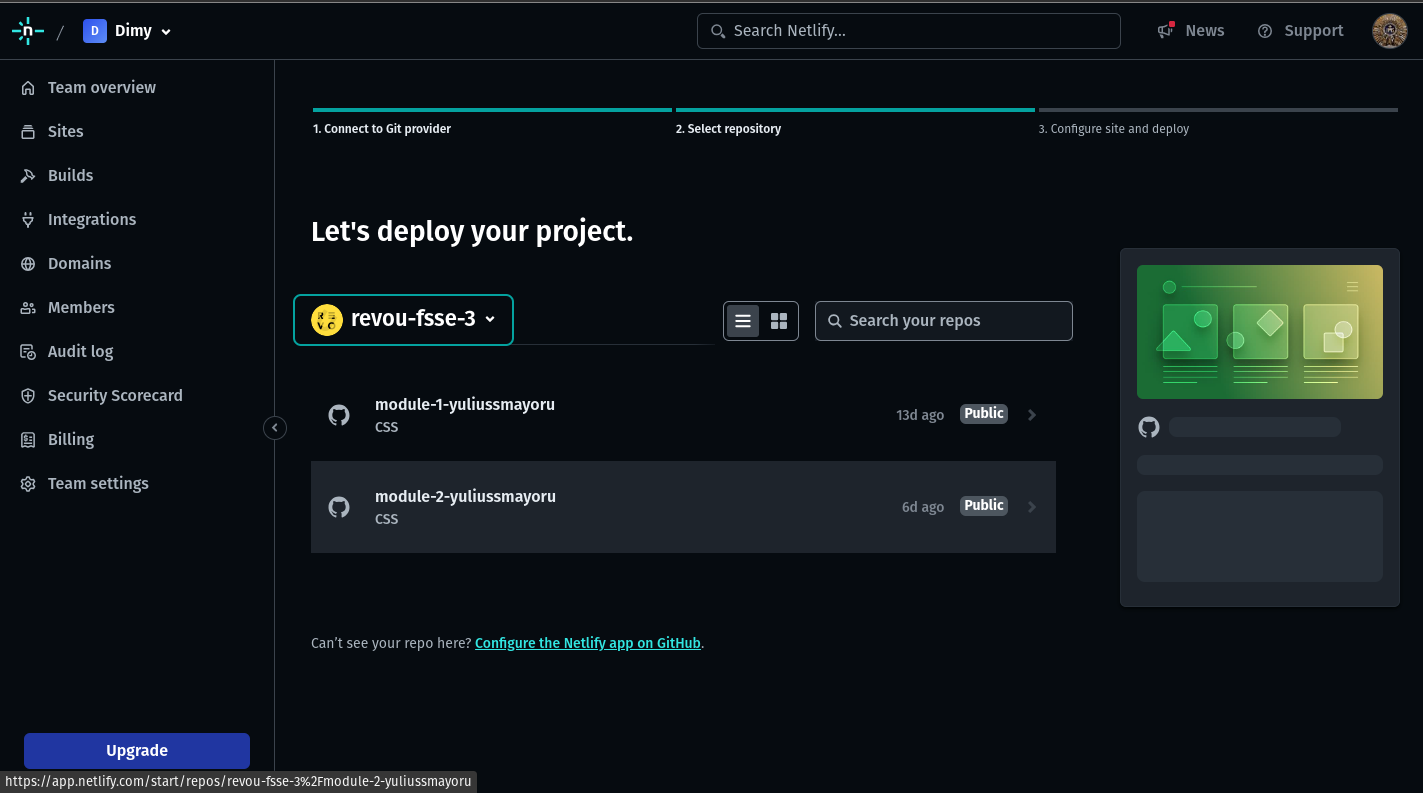 n / D Dimy
Search Netlify...
News
Support
Team overview
Sites
Builds
Integrations
Domains
Members
Audit log
Security Scorecard
Billing
Team settings
Upgrade
1. Connect to Git provider
2. Select repository
3. Configure site and deploy
Let's deploy your project.
RE
VO
revou-fsse-3
Search your repos
module-1-yuliussmayoru
CSS
13d ago Public
module-2-yuliussmayoru
CSS
6d ago Public
Can’t see your repo here? Configure the Netlify app on GitHub.
https://app.netlify.com/start/repos/revou-fsse-3%2Fmodule-2-yuliussmayoru